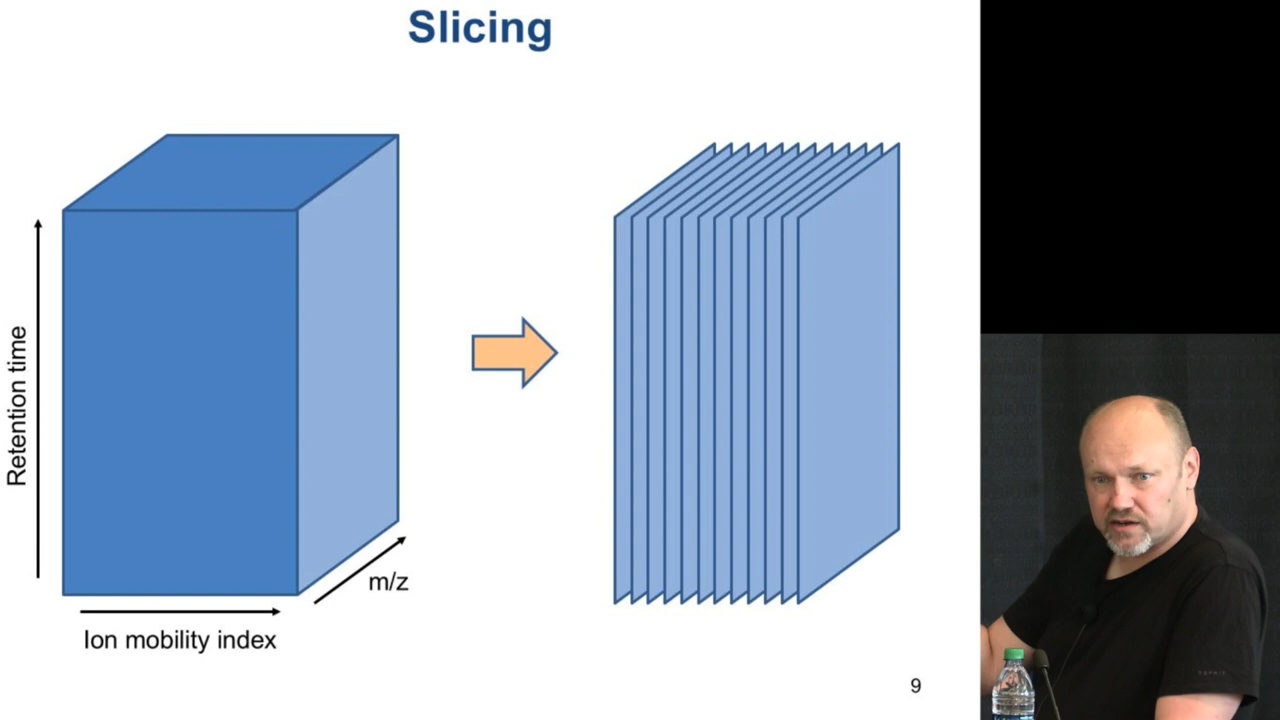 Slicing
Retention time
m/z
Ion mobility index
9